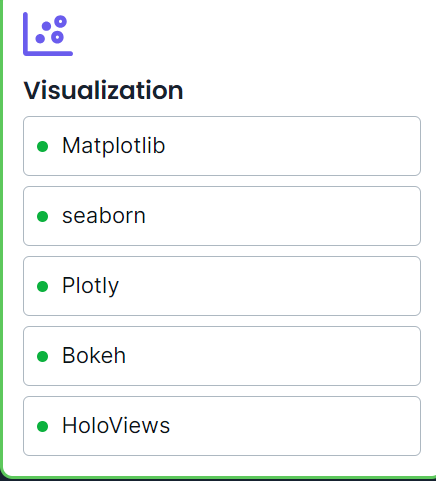 Visualization
Matplotlib
seaborn
Plotly
Bokeh
HoloViews